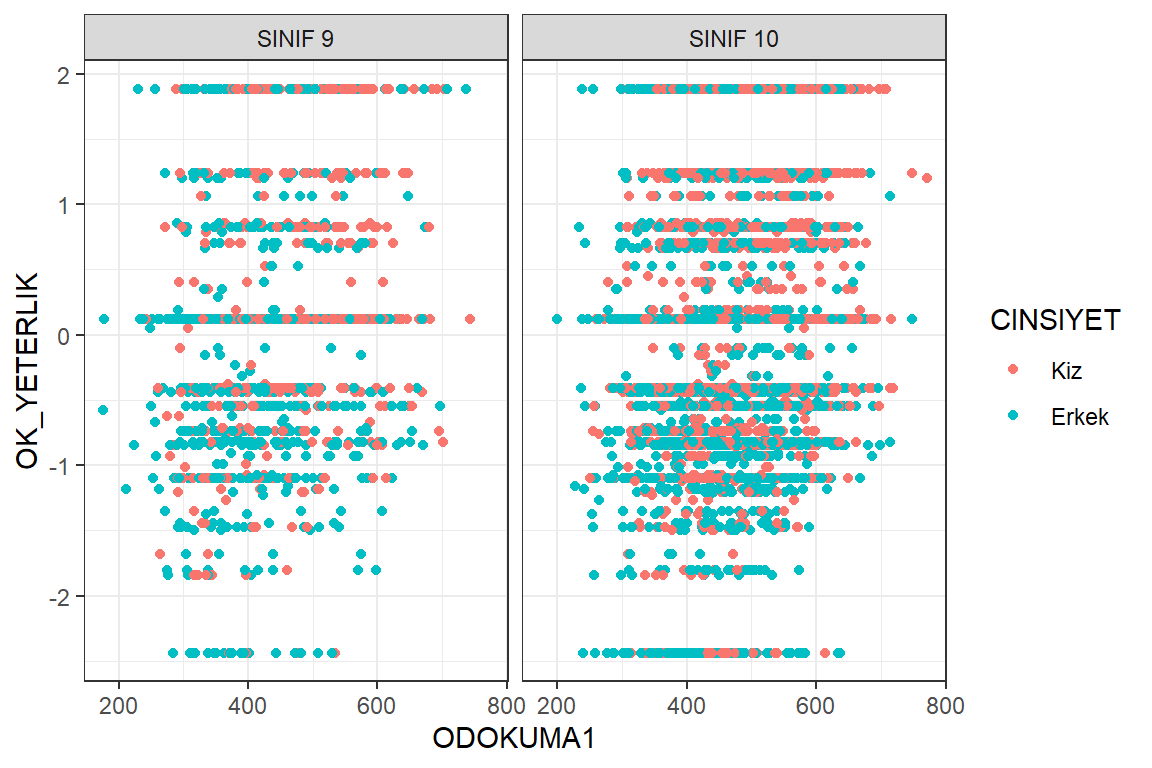 SINIF 9
SINIF 10
2
1
0
-1
-2
OK_YETERLIK
200
400
600
800
200
400
600
800
ODOKUMA1
CINSIYET
Kiz
Erkek